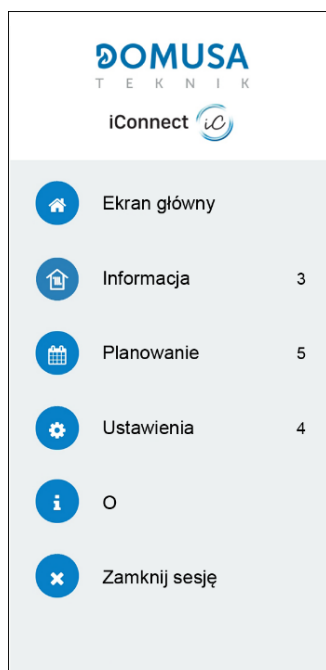 DOMUSA
TEKNIK
iConnect iC
Ekran główny
Informacja 3
Planowanie 5
Ustawienia 4
O
Zamknij sesję